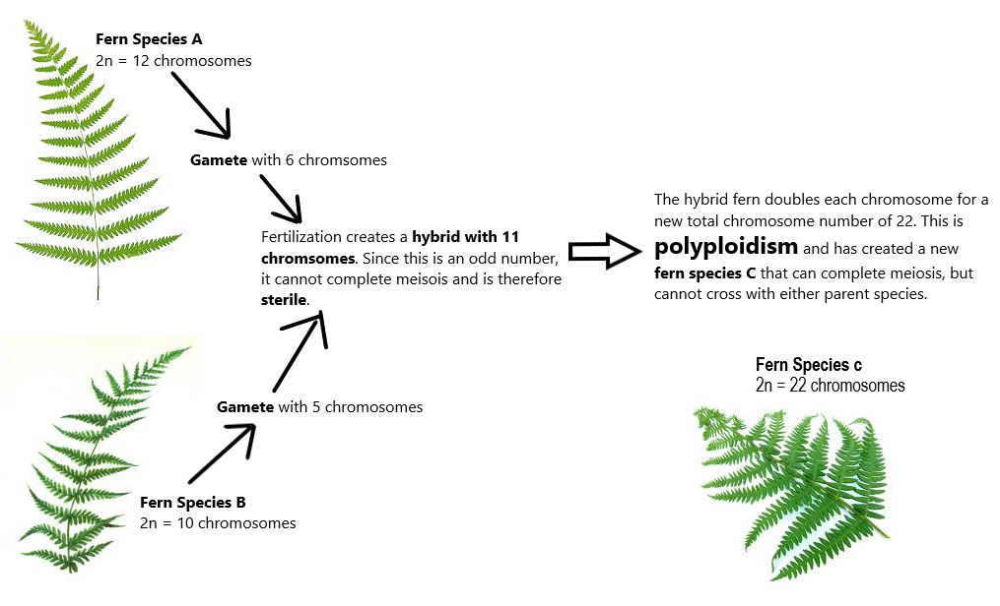 Fern Species A
2n = 12 chromosomes
Gamete with 6 chromsomes
Fertilization creates a hybrid with 11
chromsomes. Since this is an odd number,
it cannot complete meisois and is therefore
sterile.
Gamete with 5 chromosomes
Fern Species B
2n = 10 chromosomes
The hybrid fern doubles each chromosome for a
new total chromosome number of 22. This is
polyploidism and has created a new
fern species C that can complete meiosis, but
cannot cross with either parent species.
Fern Species c
2n = 22 chromosomes